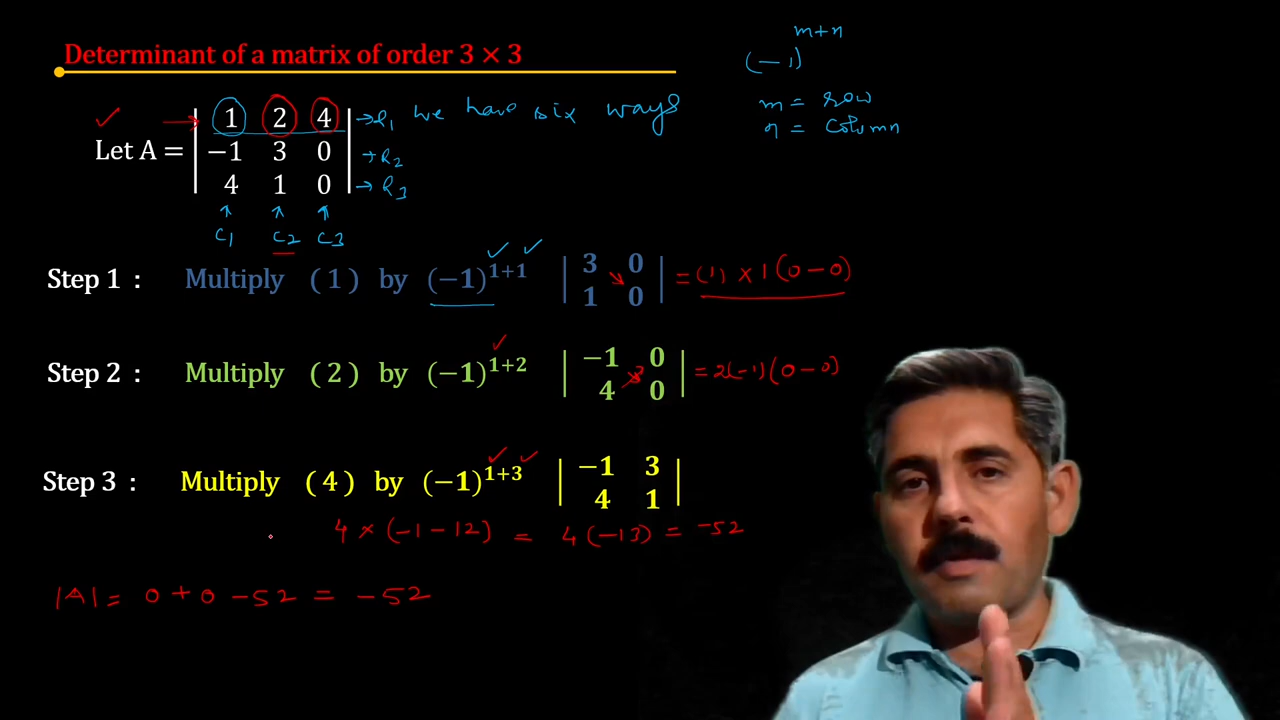 Determinant of a matrix of order 3 × 3
(−1)^(m+n)
m = row
n = column
✓ → | 1 2 4 | → R1 we have six ways
Let A = | −1 3 0 | → R2
| 4 1 0 | → R3
↑ ↑ ↑
C1 C2 C3
Step 1 : Multiply ( 1 ) by (−1)^(1+1) | 3 0 | = (1) × 1 (0 − 0)
| 1 0 |
Step 2 : Multiply ( 2 ) by (−1)^(1+2) | −1 0 | = 2(−1)(0 − 0)
| 4 0 |
Step 3 : Multiply ( 4 ) by (−1)^(1+3) | −1 3 |
| 4 1 |
4 × (−1 − 12) = 4 (−13) = −52
|A| = 0 + 0 − 52 = −52